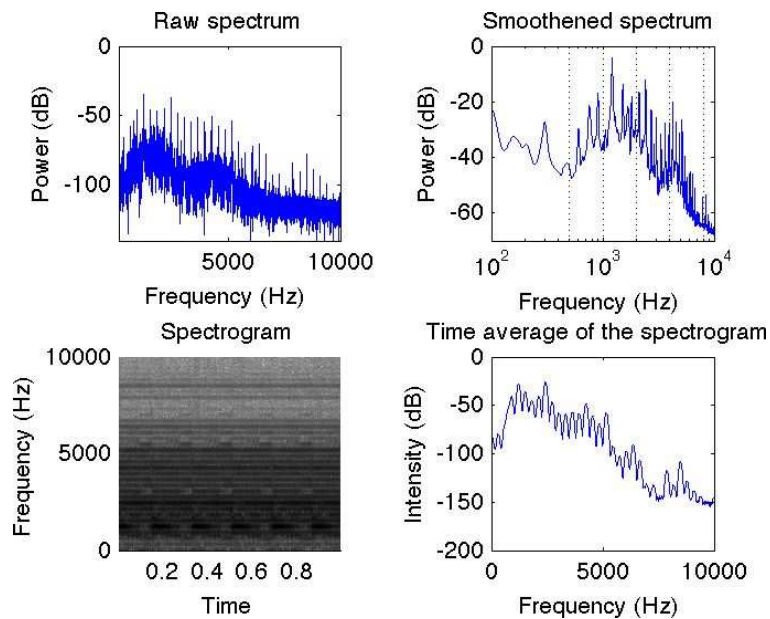 Raw spectrum
0
-50
-100
Power (dB)
5000 10000
Frequency (Hz)
Smoothened spectrum
0
-20
-40
-60
Power (dB)
10^2 10^3 10^4
Frequency (Hz)
Spectrogram
10000
5000
0
Frequency (Hz)
0.2 0.4 0.6 0.8
Time
Time average of the spectrogram
0
-50
-100
-150
-200
Intensity (dB)
0 5000 10000
Frequency (Hz)